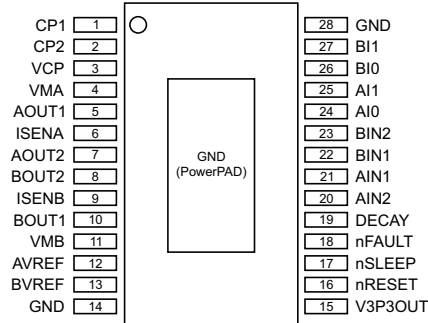 CP1 1 28 GND
CP2 2 27 BI1
VCP 3 26 BI0
VMA 4 25 AI1
AOUT1 5 24 AI0
ISENA 6 23 BIN2
AOUT2 7 22 BIN1
BOUT2 8 21 AIN1
ISENB 9 20 AIN2
BOUT1 10 19 DECAY
VMB 11 18 nFAULT
AVREF 12 17 nSLEEP
BVREF 13 16 nRESET
GND 14 15 V3P3OUT
GND
(PowerPAD)